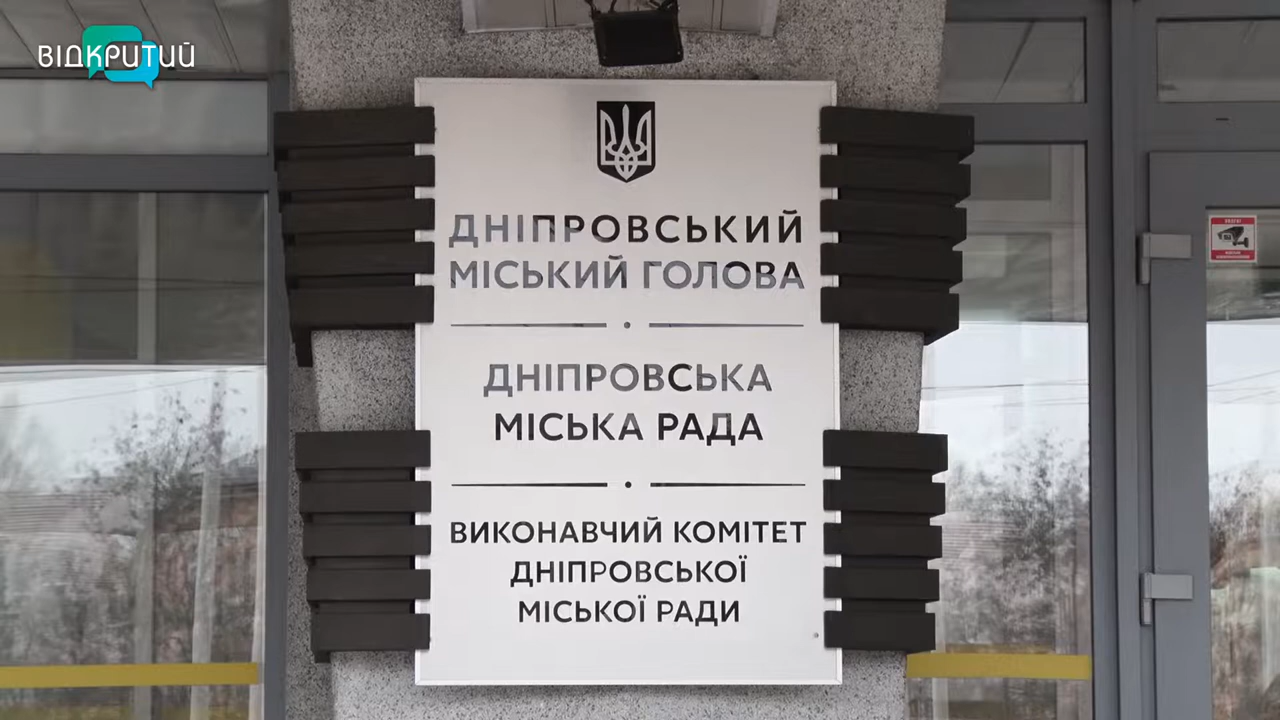 ВІДКРИТИЙ
ДНІПРОВСЬКИЙ
МІСЬКИЙ ГОЛОВА
ДНІПРОВСЬКА
МІСЬКА РАДА
ВИКОНАВЧИЙ КОМІТЕТ
ДНІПРОВСЬКОЇ
МІСЬКОЇ РАДИ